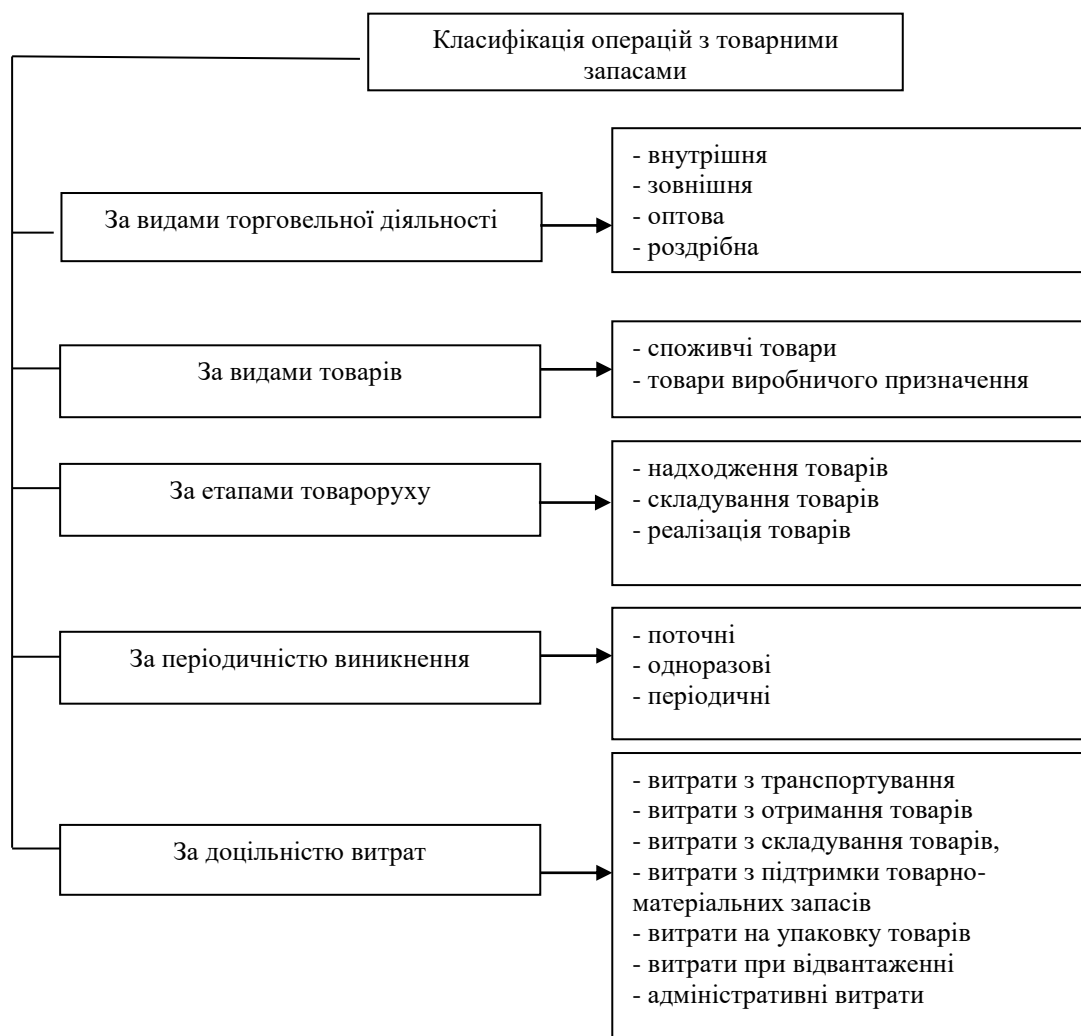 Класифікація операцій з товарними
запасами
За видами торговельної діяльності
- внутрішня
- зовнішня
- оптова
- роздрібна
За видами товарів
- споживчі товари
- товари виробничого призначення
За етапами товароруху
- надходження товарів
- складування товарів
- реалізація товарів
За періодичністю виникнення
- поточні
- одноразові
- періодичні
За доцільністю витрат
- витрати з транспортування
- витрати з отримання товарів
- витрати з складування товарів,
- витрати з підтримки товарно-
матеріальних запасів
- витрати на упаковку товарів
- витрати при відвантаженні
- адміністративні витрати